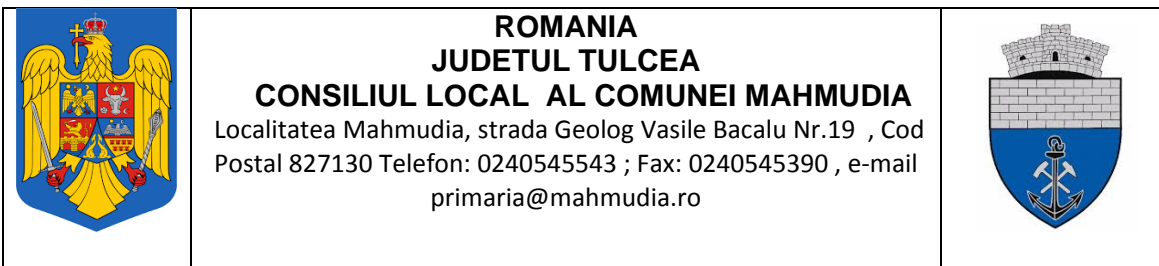 ROMANIA
JUDETUL TULCEA
CONSILIUL LOCAL AL COMUNEI MAHMUDIA
Localitatea Mahmudia, strada Geolog Vasile Bacalu Nr.19 , Cod
Postal 827130 Telefon: 0240545543 ; Fax: 0240545390 , e-mail
primaria@mahmudia.ro